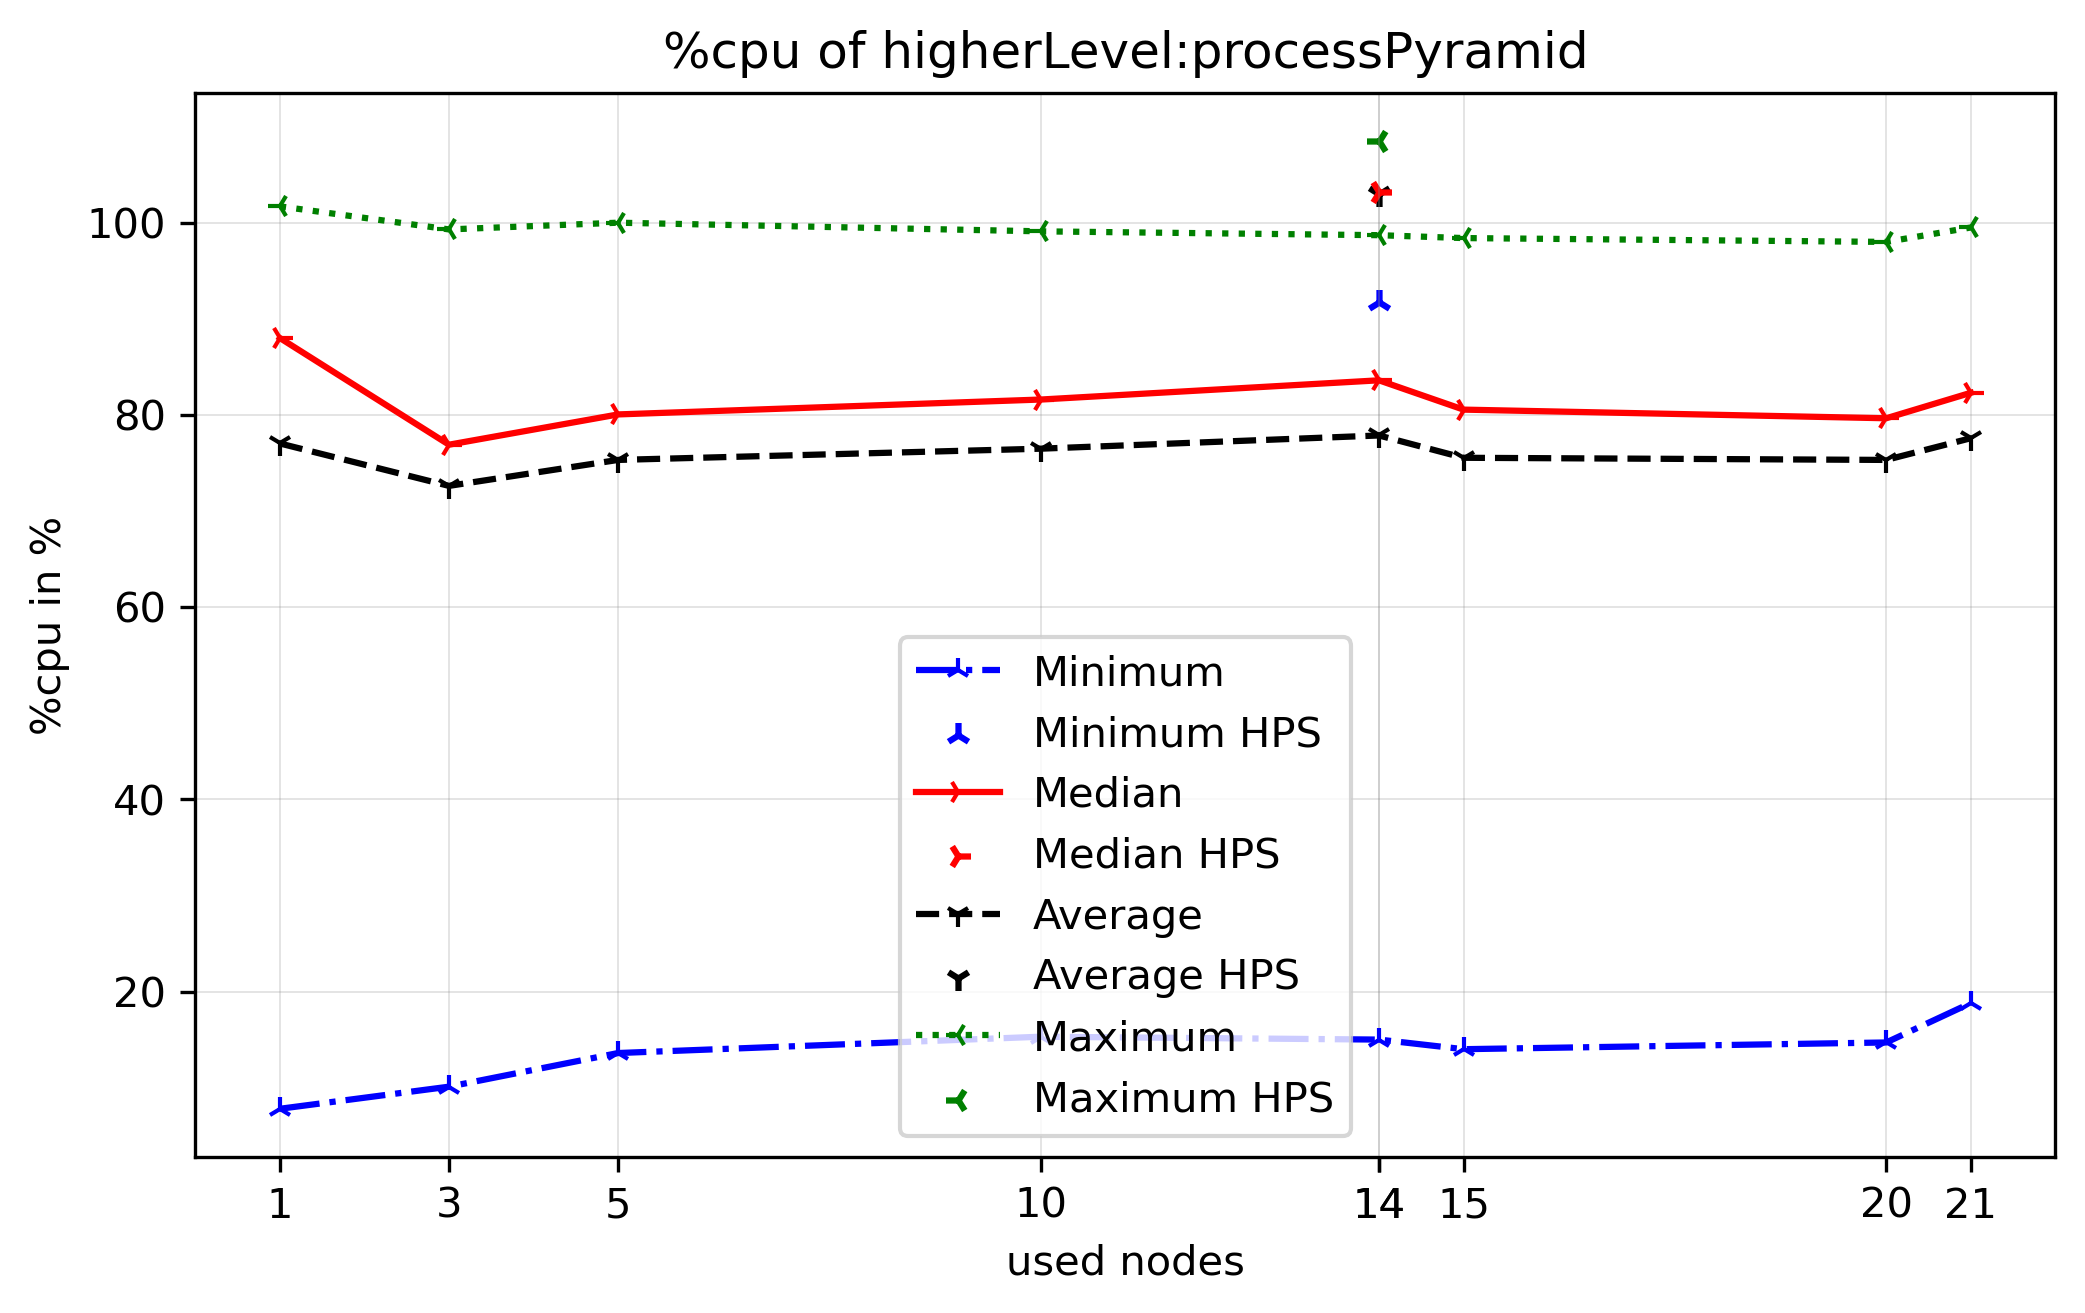 %cpu of higherLevel:processPyramid
100
80
60
40
20
%cpu in %
Minimum
Minimum HPS
Median
Median HPS
Average
Average HPS
Maximum
Maximum HPS
1 3 5 10 14 15 20 21
used nodes